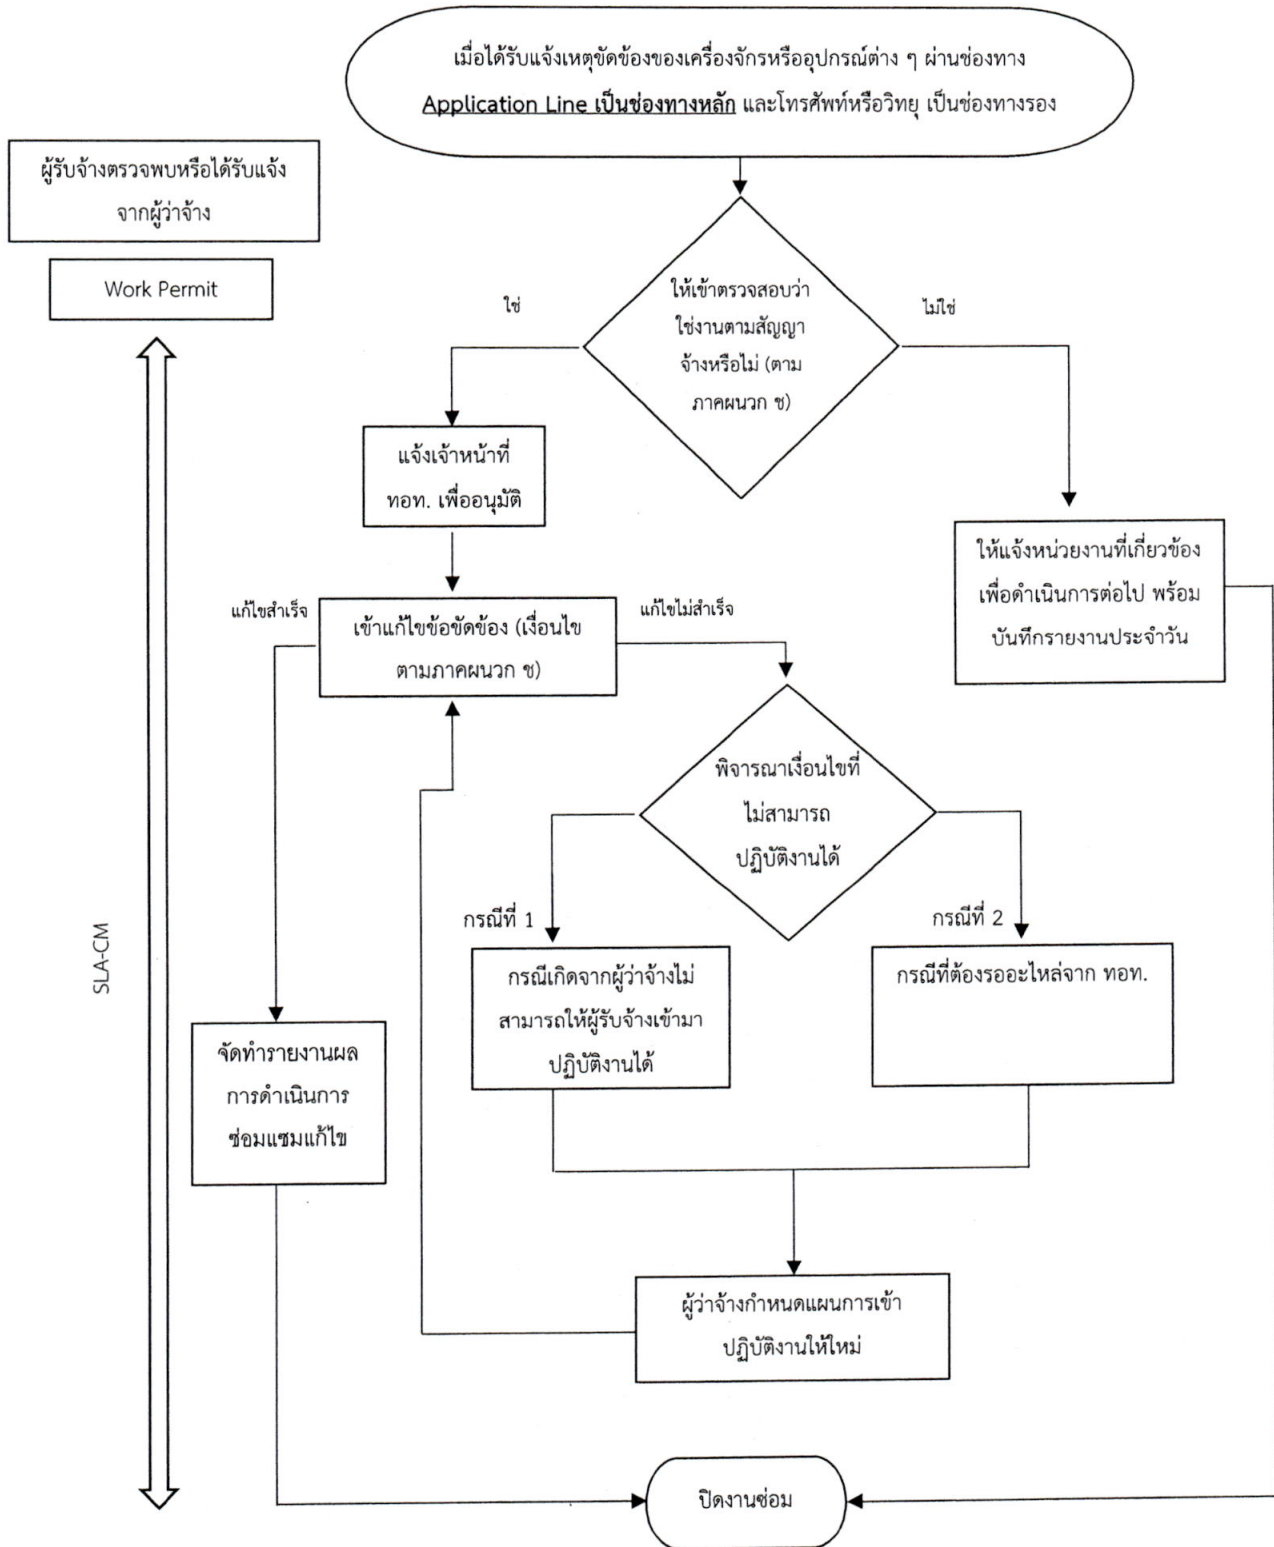 เมื่อได้รับแจ้งเหตุขัดข้องของเครื่องจักรหรืออุปกรณ์ต่าง ๆ ผ่านช่องทาง
Application Line เป็นช่องทางหลัก และโทรศัพท์หรือวิทยุ เป็นช่องทางรอง
ผู้รับจ้างตรวจพบหรือได้รับแจ้ง
จากผู้ว่าจ้าง
Work Permit
ให้เข้าตรวจสอบว่า
ใช่งานตามสัญญา
จ้างหรือไม่ (ตาม
ภาคผนวก ช)
ใช่
ไม่ใช่
แจ้งเจ้าหน้าที่
ทอท. เพื่ออนุมัติ
ให้แจ้งหน่วยงานที่เกี่ยวข้อง
เพื่อดำเนินการต่อไป พร้อม
บันทึกรายงานประจำวัน
แก้ไขสำเร็จ
เข้าแก้ไขข้อขัดข้อง (เงื่อนไข
ตามภาคผนวก ช)
แก้ไขไม่สำเร็จ
พิจารณาเงื่อนไขที่
ไม่สามารถ
ปฏิบัติงานได้
กรณีที่ 1
กรณีที่ 2
กรณีเกิดจากผู้ว่าจ้างไม่
สามารถให้ผู้รับจ้างเข้ามา
ปฏิบัติงานได้
กรณีที่ต้องรออะไหล่จาก ทอท.
SLA-CM
จัดทำรายงานผล
การดำเนินการ
ซ่อมแซมแก้ไข
ผู้ว่าจ้างกำหนดแผนการเข้า
ปฏิบัติงานให้ใหม่
ปิดงานซ่อม